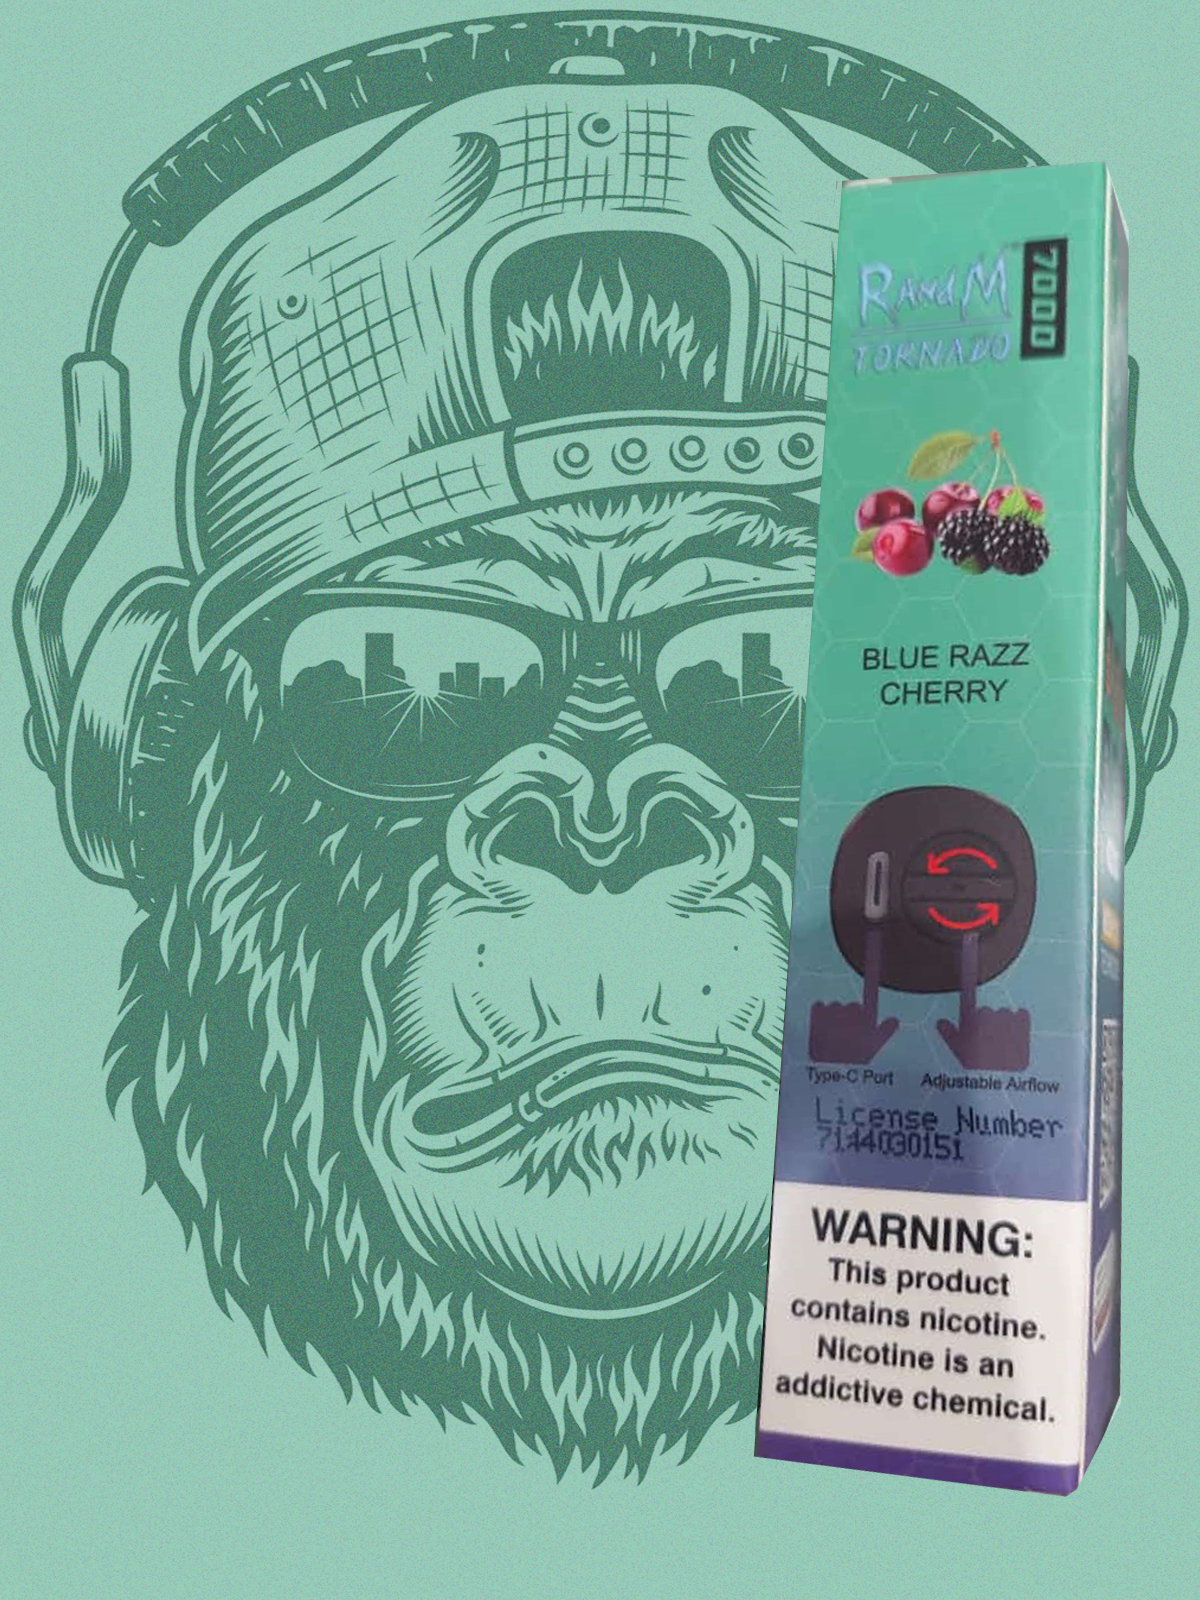 RAndM
TORNADO
7000
BLUE RAZZ
CHERRY
Type-C Port
Adjustable Airflow
License Number
7144030151
WARNING:
This product
contains nicotine.
Nicotine is an
addictive chemical.